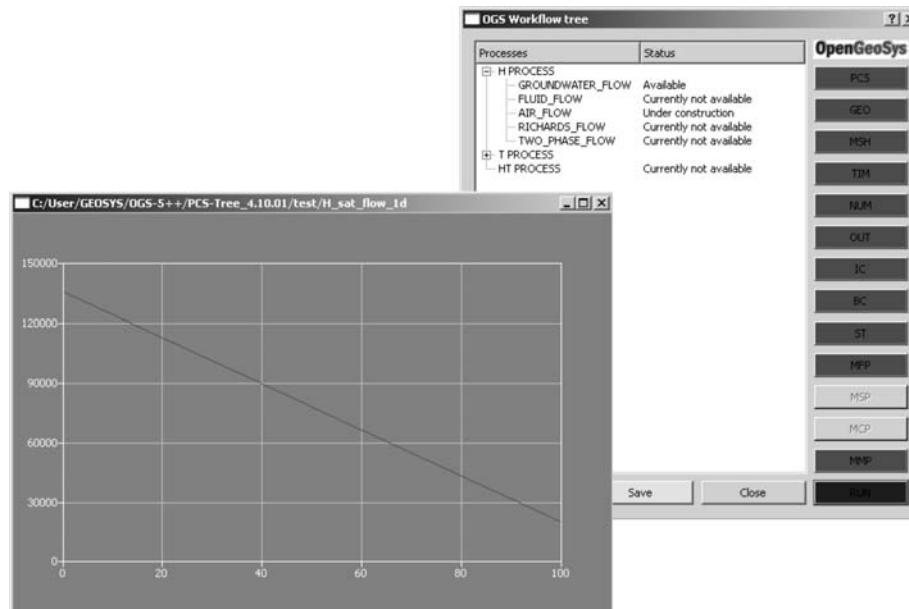 OGS Workflow tree
OpenGeoSys
Processes Status
H PROCESS
GROUNDWATER_FLOW Available
FLUID_FLOW Currently not available
AIR_FLOW Under construction
RICHARDS_FLOW Currently not available
TWO_PHASE_FLOW Currently not available
T PROCESS
HT PROCESS Currently not available
PCS
GEO
MSH
TIM
NUM
OUT
IC
BC
ST
MFP
MSP
MCP
MMP
RUN
Save Close
C:/User/GEOSYS/OGS-5++/PCS-Tree_4.10.01/test/H_sat_flow_1d
150000
120000
90000
60000
30000
0
0 20 40 60 80 100